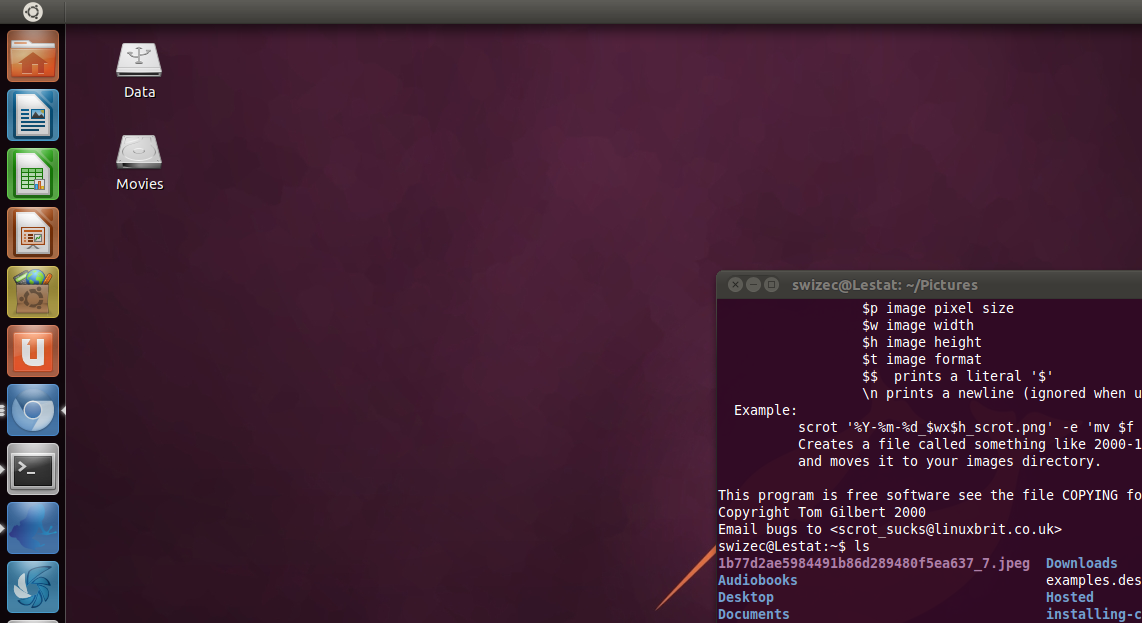 Data
Movies
swizec@Lestat: ~/Pictures
$p image pixel size
$w image width
$h image height
$t image format
$$  prints a literal '$'
\n prints a newline (ignored when u
Example:
scrot '%Y-%m-%d_$wx$h_scrot.png' -e 'mv $f
Creates a file called something like 2000-1
and moves it to your images directory.
This program is free software see the file COPYING fo
Copyright Tom Gilbert 2000
Email bugs to <scrot_sucks@linuxbrit.co.uk>
swizec@Lestat:~$ ls
1b77d2ae5984491b86d289480f5ea637_7.jpeg  Downloads
Audiobooks  examples.des
Desktop  Hosted
Documents  installing-c